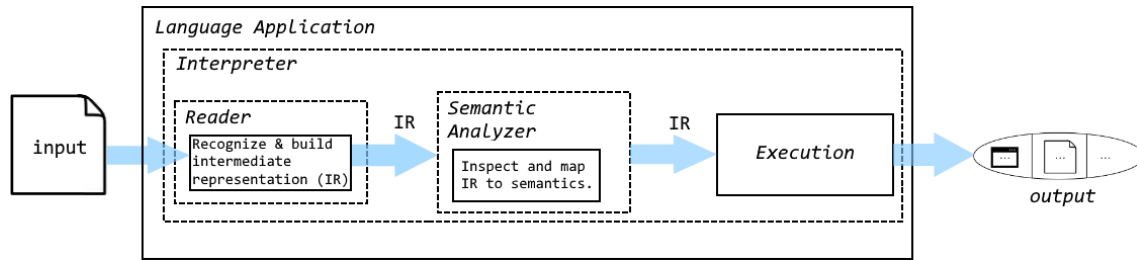 Language Application
Interpreter
input
Reader
Recognize & build
intermediate
representation (IR)
IR
Semantic
Analyzer
Inspect and map
IR to semantics.
IR
Execution
...
...
...
output